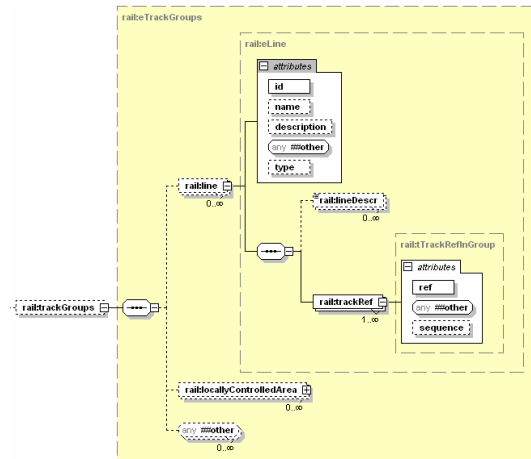 rail:eTrackGroups
rail:eLine
attributes
id
name
description
any ##other
type
rail:line
0..∞
rail:lineDescr
0..∞
rail:tTrackRefInGroup
attributes
ref
any ##other
sequence
rail:trackRef
1..∞
rail:trackGroups
rail:locallyControlledArea
0..∞
any ##other
0..∞